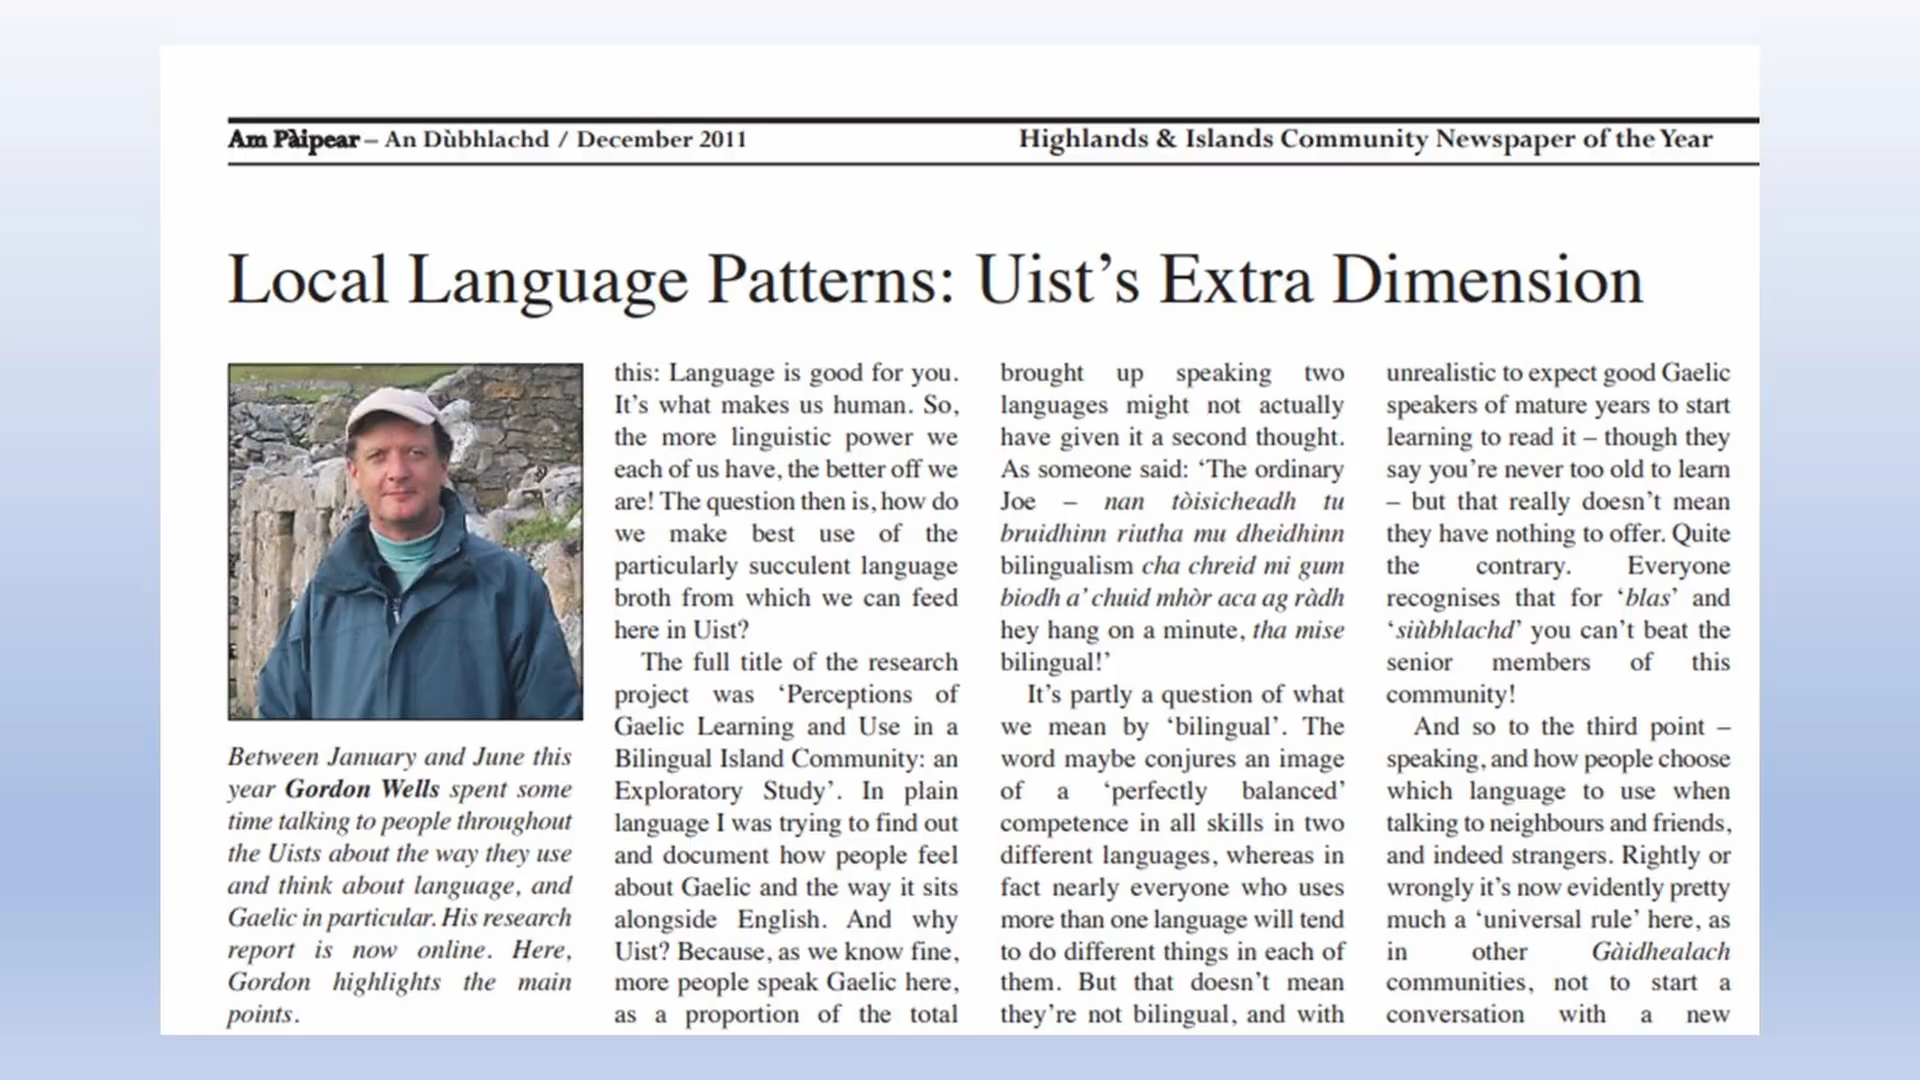 Am Pàipear – An Dùbhlachd / December 2011
Highlands & Islands Community Newspaper of the Year
Local Language Patterns: Uist’s Extra Dimension
Between January and June this
year Gordon Wells spent some
time talking to people throughout
the Uists about the way they use
and think about language, and
Gaelic in particular. His research
report is now online. Here,
Gordon highlights the main
points.
this: Language is good for you.
It’s what makes us human. So,
the more linguistic power we
each of us have, the better off we
are! The question then is, how do
we make best use of the
particularly succulent language
broth from which we can feed
here in Uist?
The full title of the research
project was ‘Perceptions of
Gaelic Learning and Use in a
Bilingual Island Community: an
Exploratory Study’. In plain
language I was trying to find out
and document how people feel
about Gaelic and the way it sits
alongside English. And why
Uist? Because, as we know fine,
more people speak Gaelic here,
as a proportion of the total
brought up speaking two
languages might not actually
have given it a second thought.
As someone said: ‘The ordinary
Joe – nan tòisicheadh tu
bruidhinn riutha mu dheidhinn
bilingualism cha chreid mi gum
biodh a’ chuid mhòr aca ag ràdh
hey hang on a minute, tha mise
bilingual!’
It’s partly a question of what
we mean by ‘bilingual’. The
word maybe conjures an image
of a ‘perfectly balanced’
competence in all skills in two
different languages, whereas in
fact nearly everyone who uses
more than one language will tend
to do different things in each of
them. But that doesn’t mean
they’re not bilingual, and with
unrealistic to expect good Gaelic
speakers of mature years to start
learning to read it – though they
say you’re never too old to learn
– but that really doesn’t mean
they have nothing to offer. Quite
the contrary. Everyone
recognises that for ‘blas’ and
‘siùbhlachd’ you can’t beat the
senior members of this
community!
And so to the third point –
speaking, and how people choose
which language to use when
talking to neighbours and friends,
and indeed strangers. Rightly or
wrongly it’s now evidently pretty
much a ‘universal rule’ here, as
in other Gàidhealach
communities, not to start a
conversation with a new